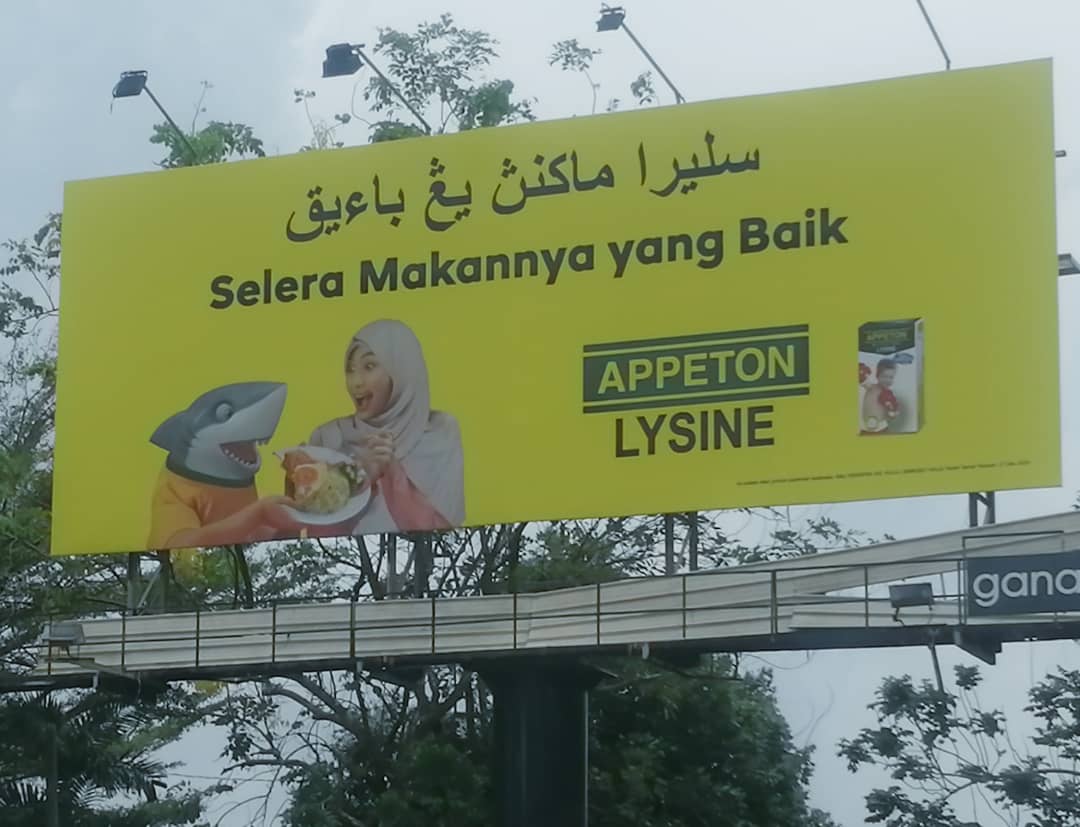 سليرا ماكنڽ يڠ باءيق
Selera Makannya yang Baik
APPETON
LYSINE
APPETON
gana